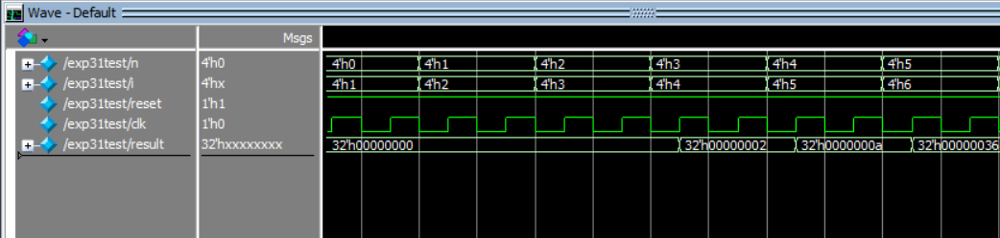 Wave - Default
Msgs
/exp31test/n 4'h0 4'h0 4'h1 4'h2 4'h3 4'h4 4'h5
/exp31test/i 4'hx 4'h1 4'h2 4'h3 4'h4 4'h5 4'h6
/exp31test/reset 1'h1
/exp31test/clk 1'h0
/exp31test/result 32'hxxxxxxxx 32'h00000000 32'h00000002 32'h0000000a 32'h00000036